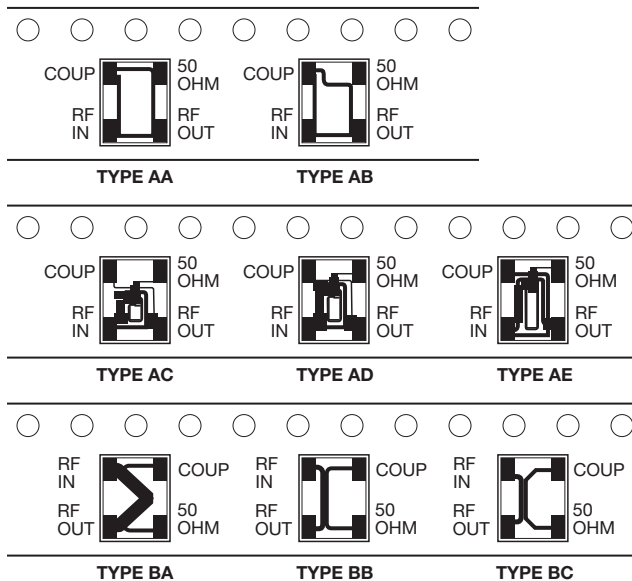 COUP
50
OHM
RF
IN
RF
OUT
COUP
50
OHM
RF
IN
RF
OUT
TYPE AA
TYPE AB
COUP
50
OHM
RF
IN
RF
OUT
COUP
50
OHM
RF
IN
RF
OUT
COUP
50
OHM
RF
IN
RF
OUT
TYPE AC
TYPE AD
TYPE AE
RF
IN
COUP
RF
OUT
50
OHM
RF
IN
COUP
RF
OUT
50
OHM
RF
IN
COUP
RF
OUT
50
OHM
TYPE BA
TYPE BB
TYPE BC